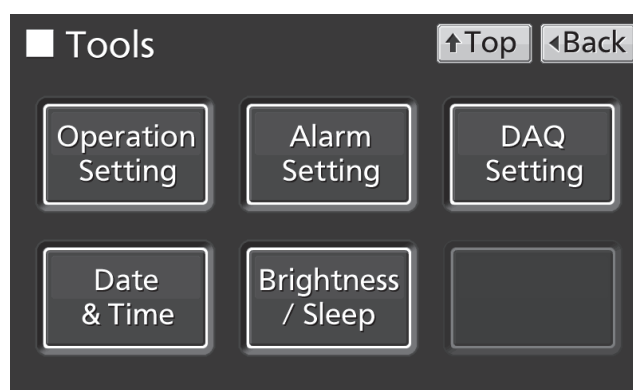 Tools
Top
Back
Operation
Setting
Alarm
Setting
DAQ
Setting
Date
& Time
Brightness
/ Sleep